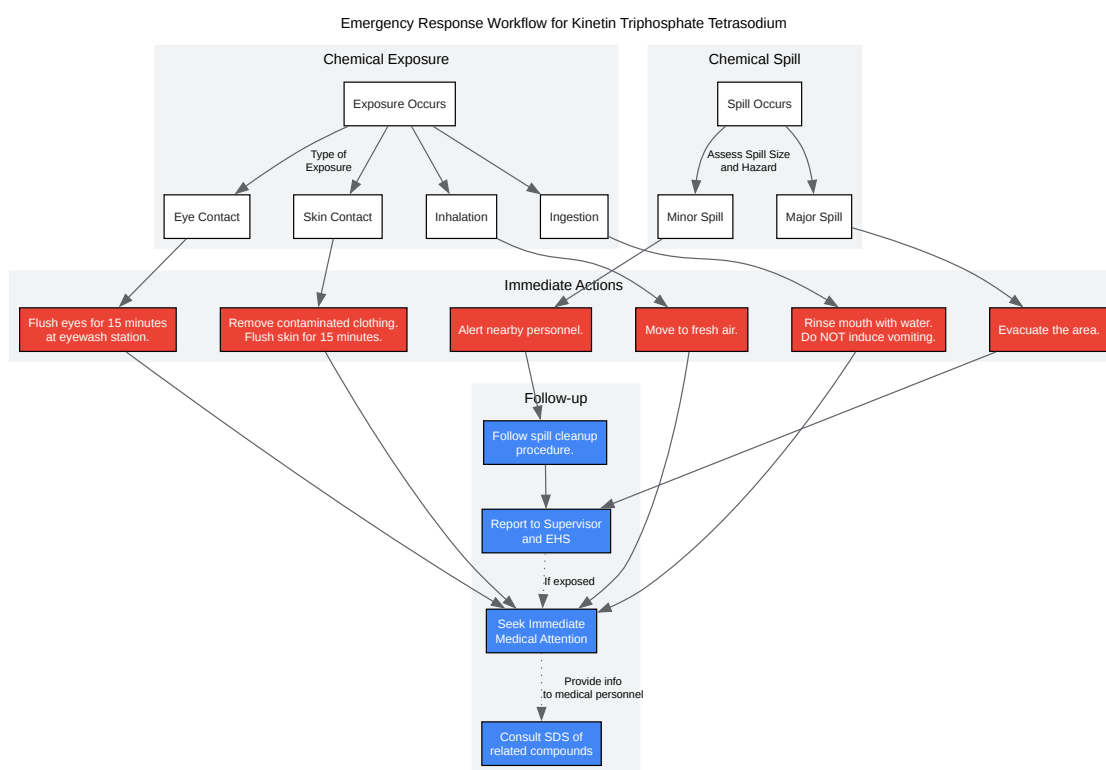 Emergency Response Workflow for Kinetin Triphosphate Tetrasodium
Chemical Exposure
Chemical Spill
Exposure Occurs
Spill Occurs
Type of
Exposure
Assess Spill Size
and Hazard
Eye Contact
Skin Contact
Inhalation
Ingestion
Minor Spill
Major Spill
Immediate Actions
Flush eyes for 15 minutes
at eyewash station.
Remove contaminated clothing.
Flush skin for 15 minutes.
Alert nearby personnel.
Move to fresh air.
Rinse mouth with water.
Do NOT induce vomiting.
Evacuate the area.
Follow-up
Follow spill cleanup
procedure.
Report to Supervisor
and EHS
If exposed
Seek Immediate
Medical Attention
Provide info
to medical personnel
Consult SDS of
related compounds